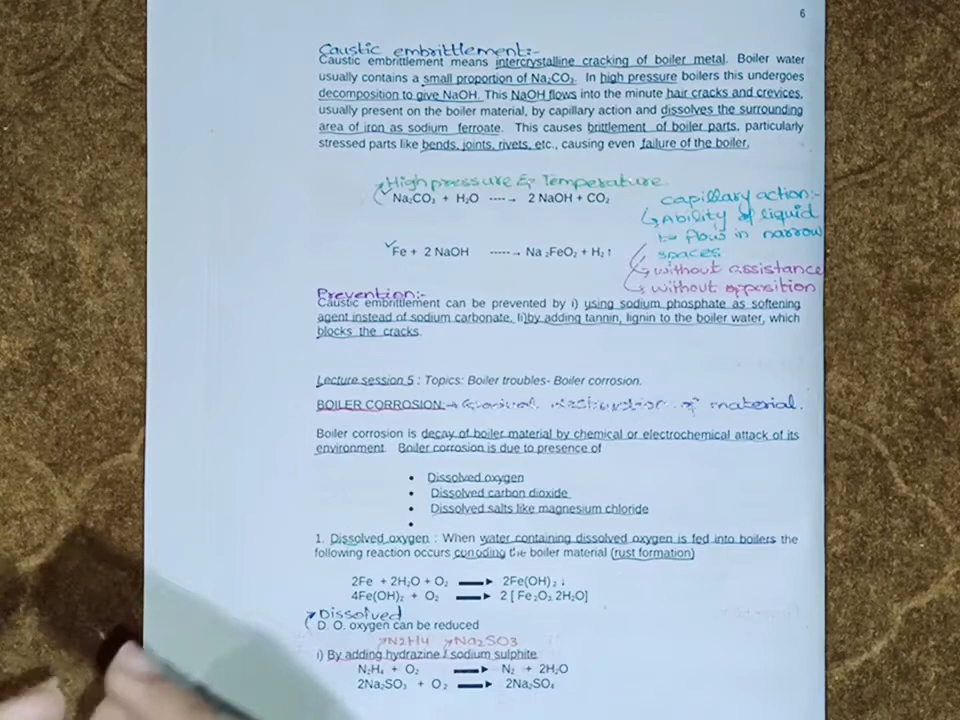 6
Caustic embrittlement:-
Caustic embrittlement means intercrystalline cracking of boiler metal. Boiler water
usually contains a small proportion of Na₂CO₃. In high pressure boilers this undergoes
decomposition to give NaOH. This NaOH flows into the minute hair cracks and crevices,
usually present on the boiler material, by capillary action and dissolves the surrounding
area of iron as sodium ferroate. This causes brittlement of boiler parts, particularly
stressed parts like bends, joints, rivets, etc., causing even failure of the boiler.
High pressure & Temperature
Na₂CO₃ + H₂O ----→ 2 NaOH + CO₂
capillary action:-
Ability of liquid
to flow in narrow
spaces
Fe + 2 NaOH -----→ Na ₂FeO₂ + H₂↑
without assistance
without opposition
Prevention:-
Caustic embrittlement can be prevented by i) using sodium phosphate as softening
agent instead of sodium carbonate, ii)by adding tannin, lignin to the boiler water, which
blocks the cracks
Lecture session 5 : Topics: Boiler troubles- Boiler corrosion.
BOILER CORROSION: → of material.
Boiler corrosion is decay of boiler material by chemical or electrochemical attack of its
environment Boiler corrosion is due to presence of
• Dissolved oxygen
• Dissolved carbon dioxide
• Dissolved salts like magnesium chloride
•
1. Dissolved oxygen : When water containing dissolved oxygen is fed into boilers the
following reaction occurs the boiler material (rust formation)
2Fe + 2H₂O + O₂ → 2Fe(OH)₂ ↓
4Fe(OH)₂ + O₂ → 2 [ Fe₂O₃ 2H₂O]
Dissolved
D. O. oxygen can be reduced
N2H4 Na2SO3
i) By adding hydrazine / sodium sulphite
N₂H₄ + O₂ → N₂ + 2H₂O
2Na₂SO₃ + O₂ → 2Na₂SO₄